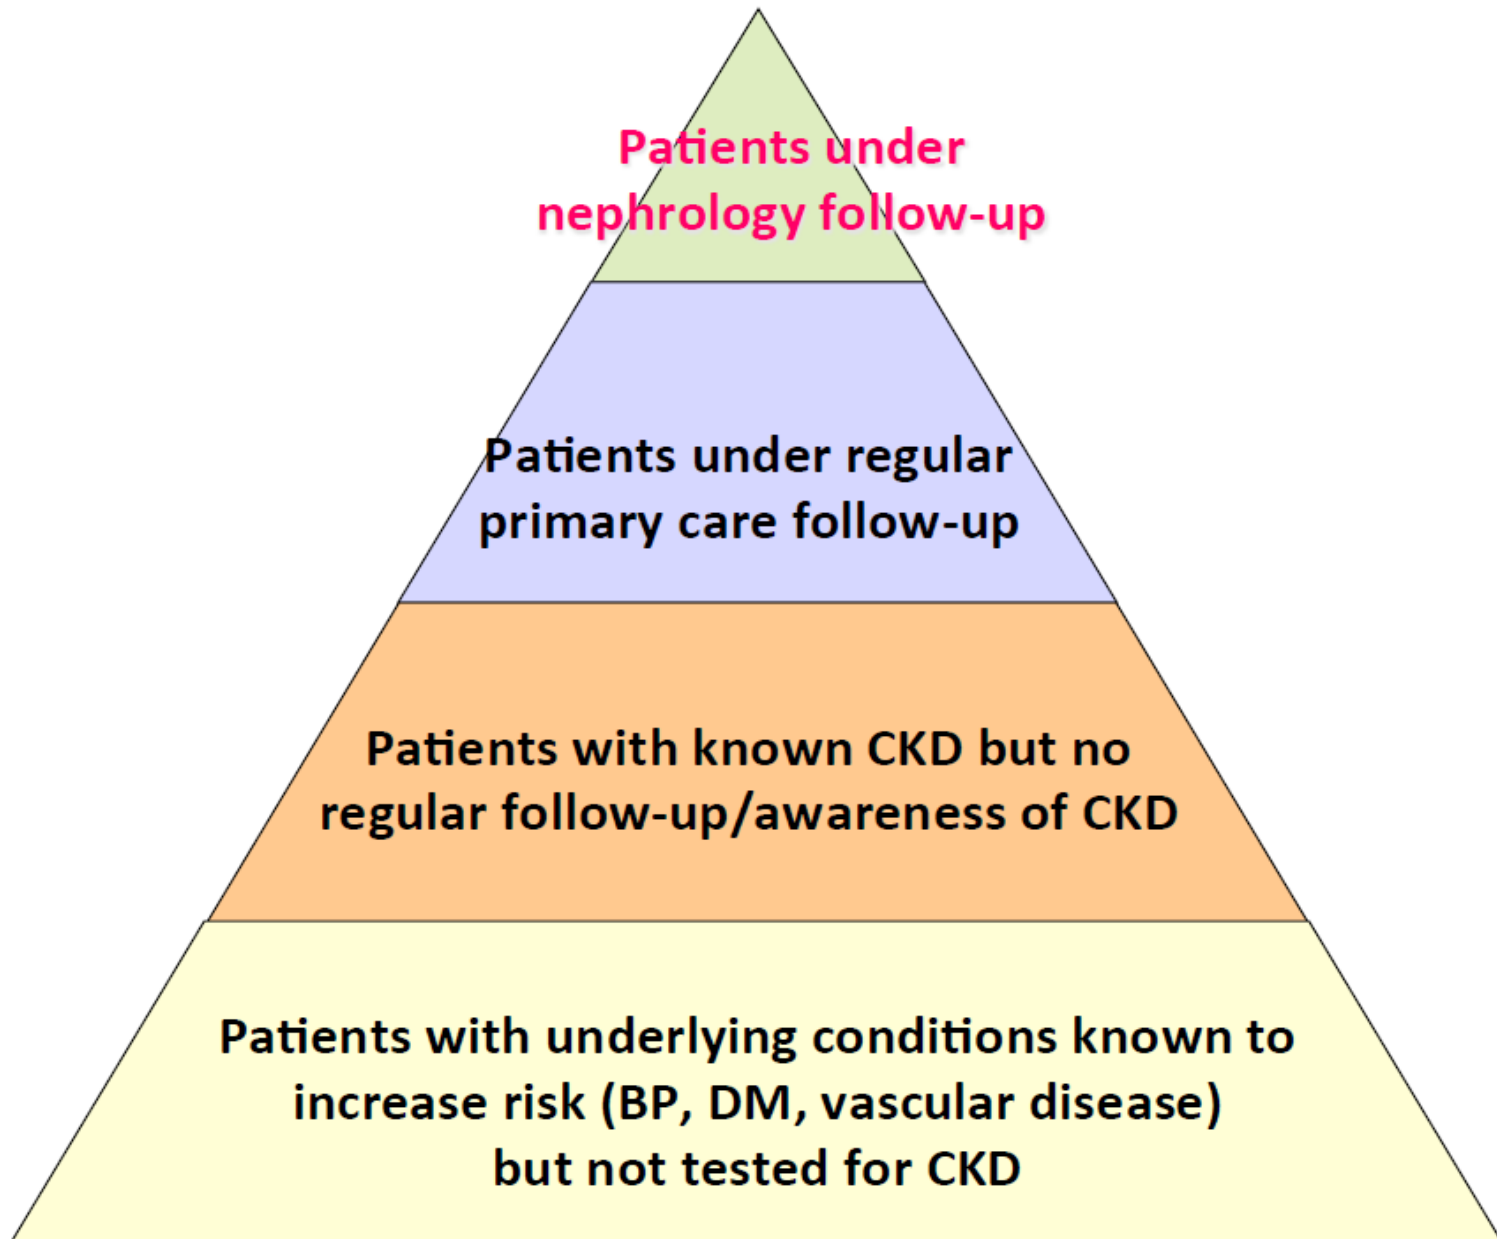 Patients under
nephrology follow-up
Patients under regular
primary care follow-up
Patients with known CKD but no
regular follow-up/awareness of CKD
Patients with underlying conditions known to
increase risk (BP, DM, vascular disease)
but not tested for CKD